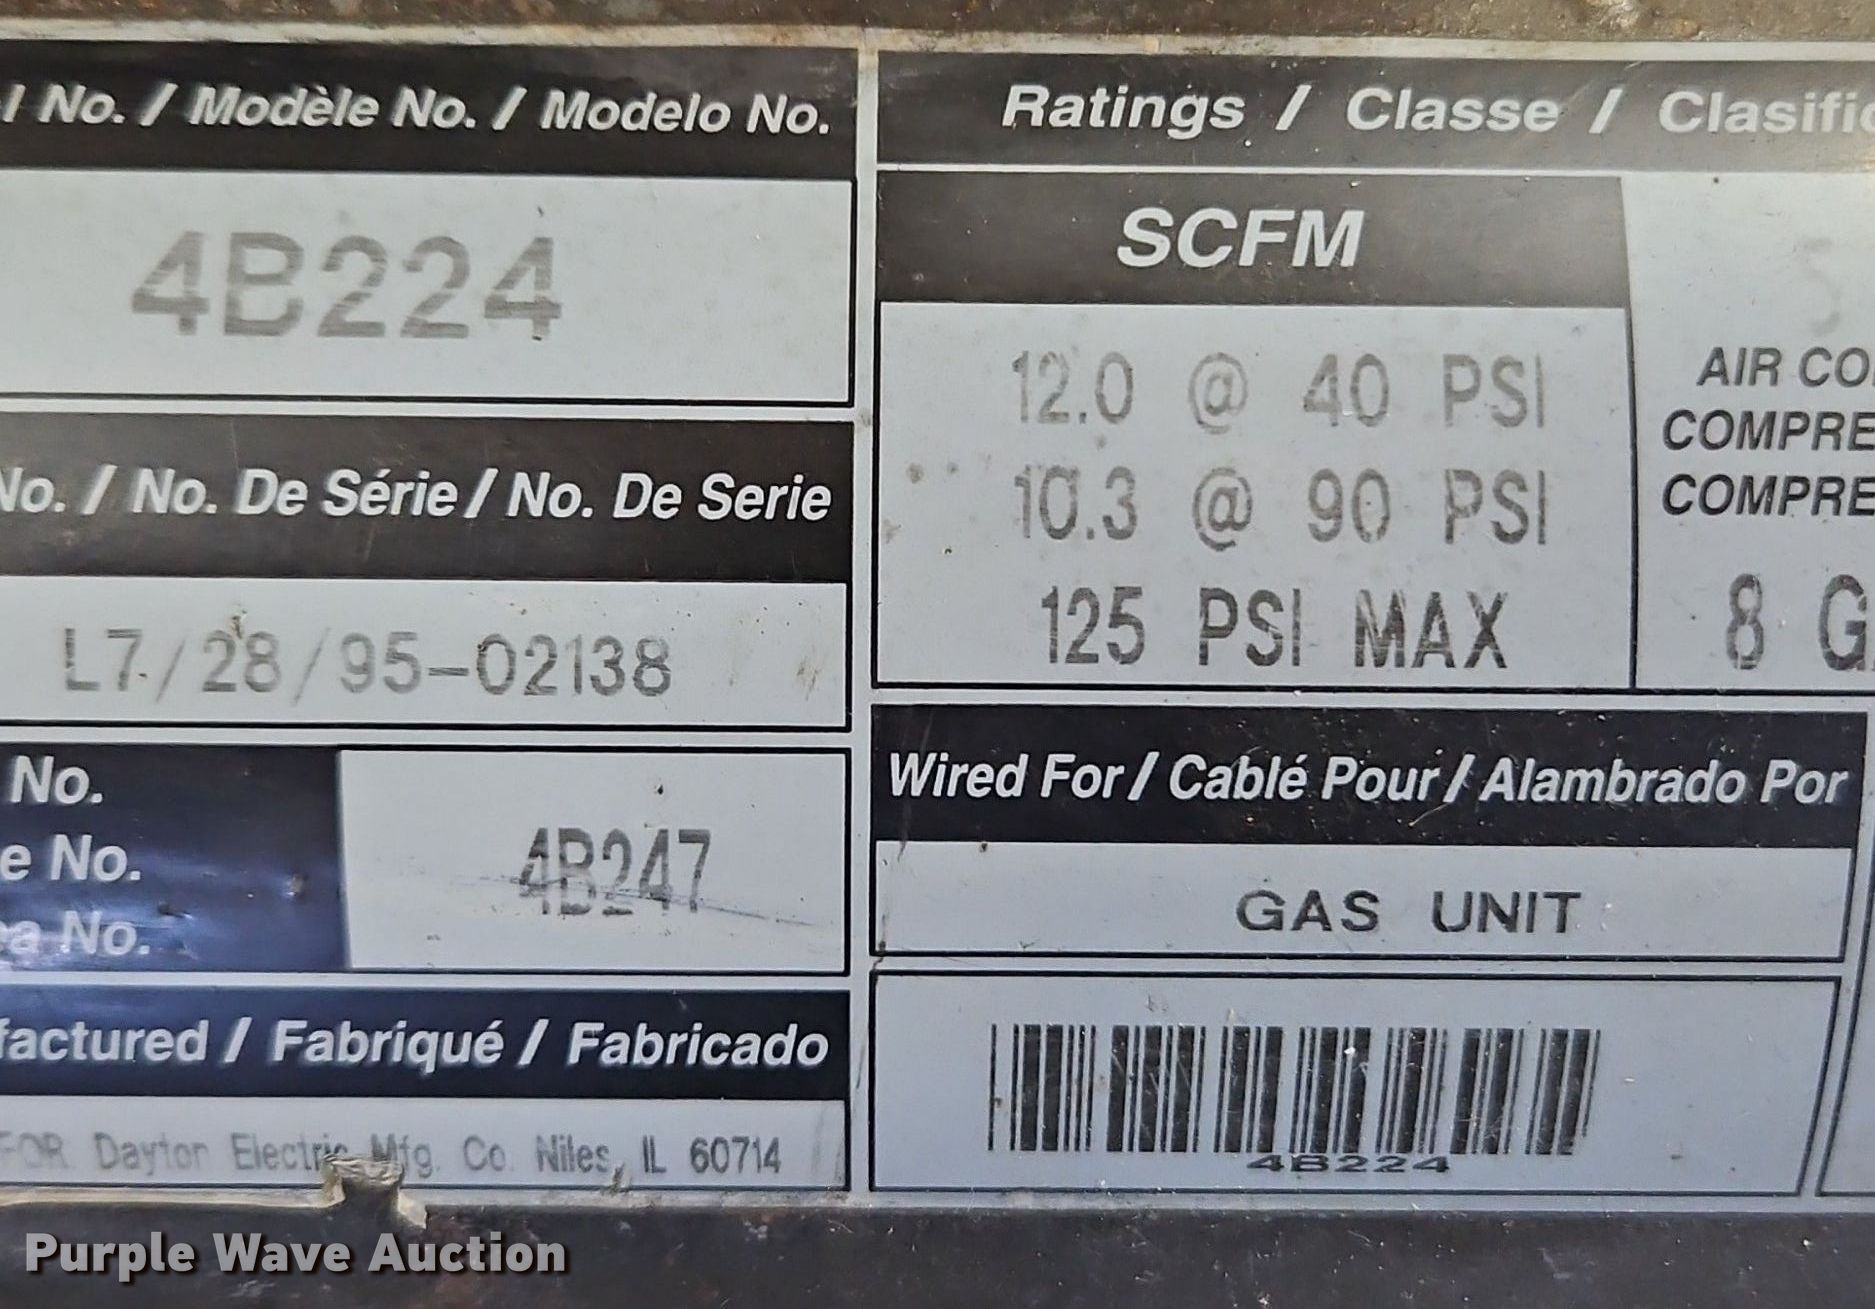 l No. / Modèle No. / Modelo No.
4B224
No. / No. De Série / No. De Serie
L7/28/95-02138
No.
e No.
ea No.
4B247
factured / Fabriqué / Fabricado
FOR Dayton Electric Mfg. Co. Niles, IL 60714
Ratings / Classe / Clasific
SCFM
12.0 @ 40 PSI
10.3 @ 90 PSI
125 PSI MAX
5
AIR CO
COMPRE
COMPRE
8 G
Wired For / Cablé Pour / Alambrado Por
GAS UNIT
4B224
Purple Wave Auction